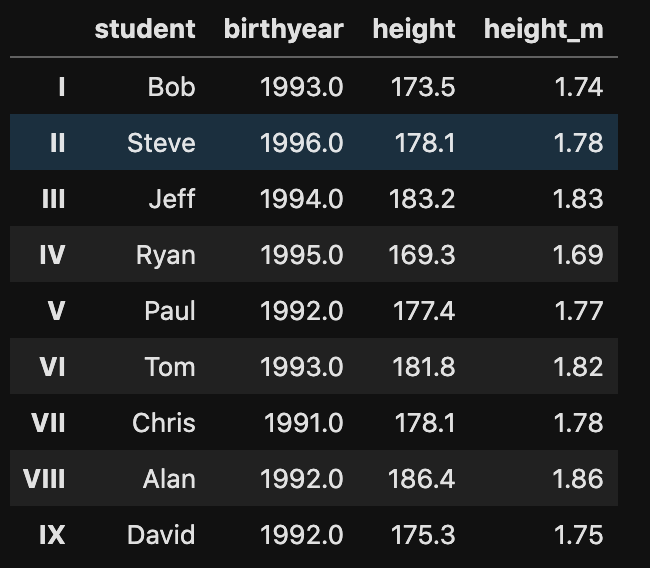 student birthyear height height_m
I Bob 1993.0 173.5 1.74
II Steve 1996.0 178.1 1.78
III Jeff 1994.0 183.2 1.83
IV Ryan 1995.0 169.3 1.69
V Paul 1992.0 177.4 1.77
VI Tom 1993.0 181.8 1.82
VII Chris 1991.0 178.1 1.78
VIII Alan 1992.0 186.4 1.86
IX David 1992.0 175.3 1.75